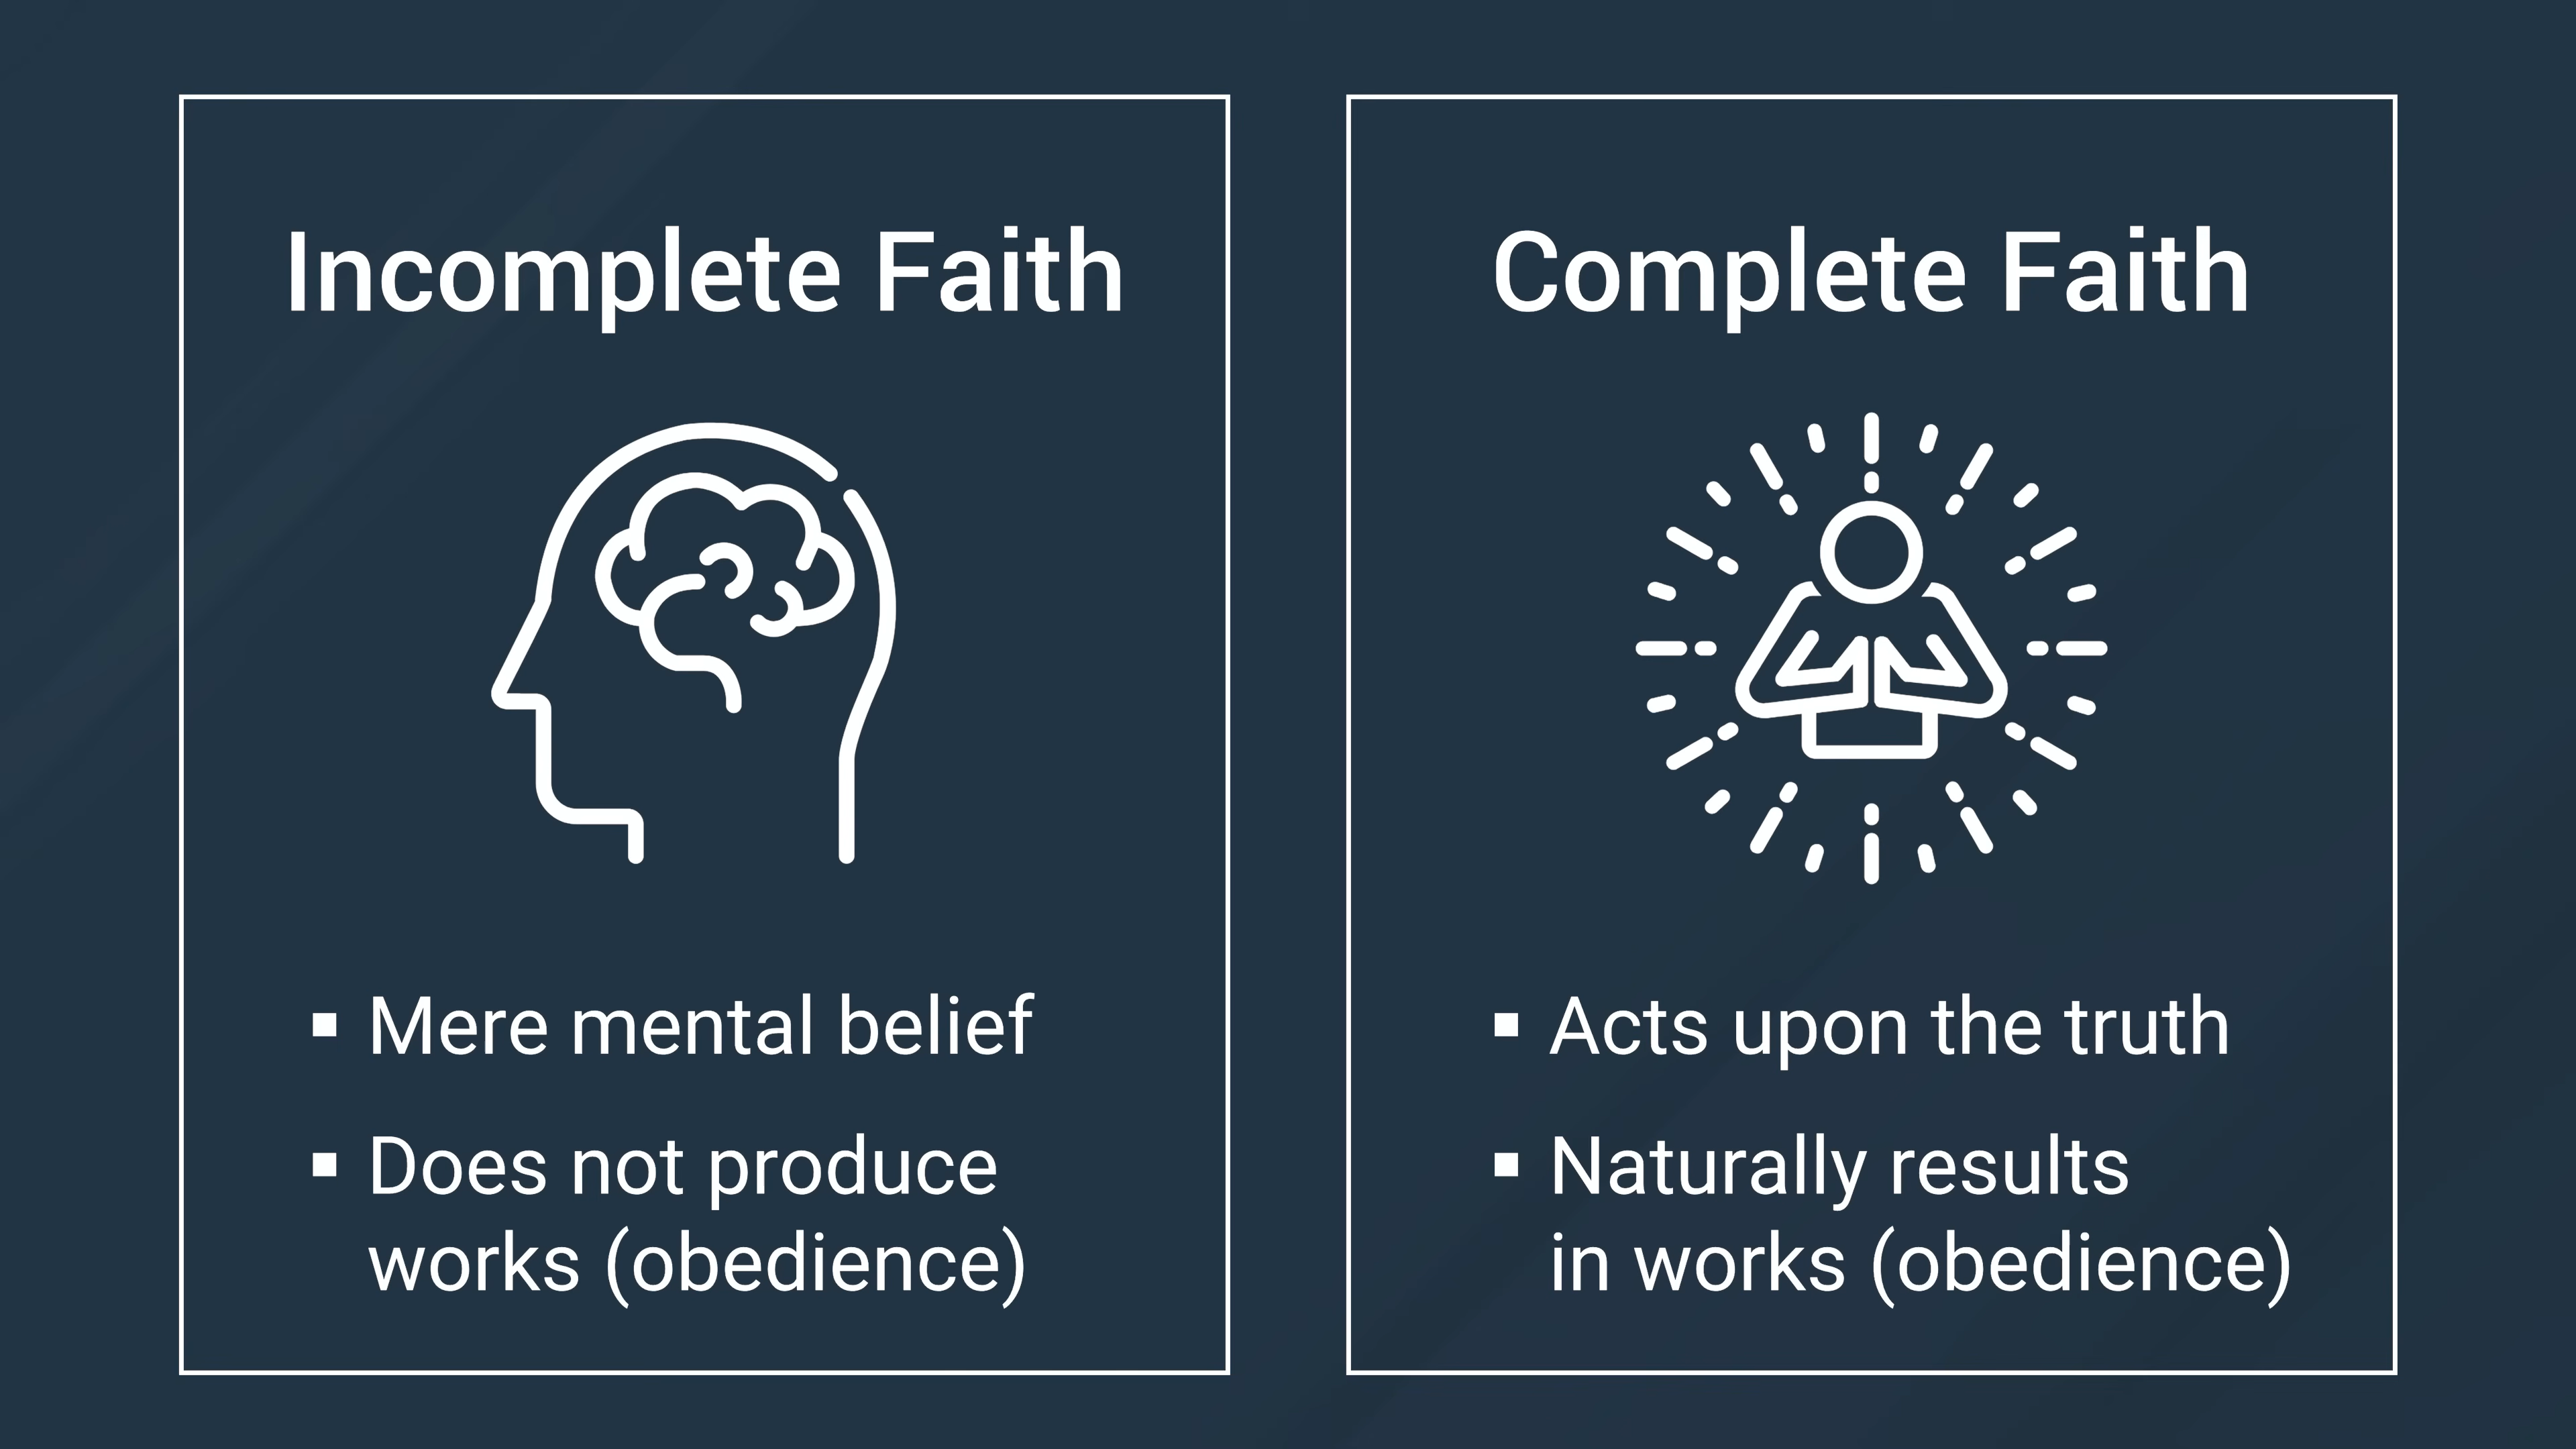 Incomplete Faith
▪ Mere mental belief
▪ Does not produce
works (obedience)
Complete Faith
▪ Acts upon the truth
▪ Naturally results
in works (obedience)